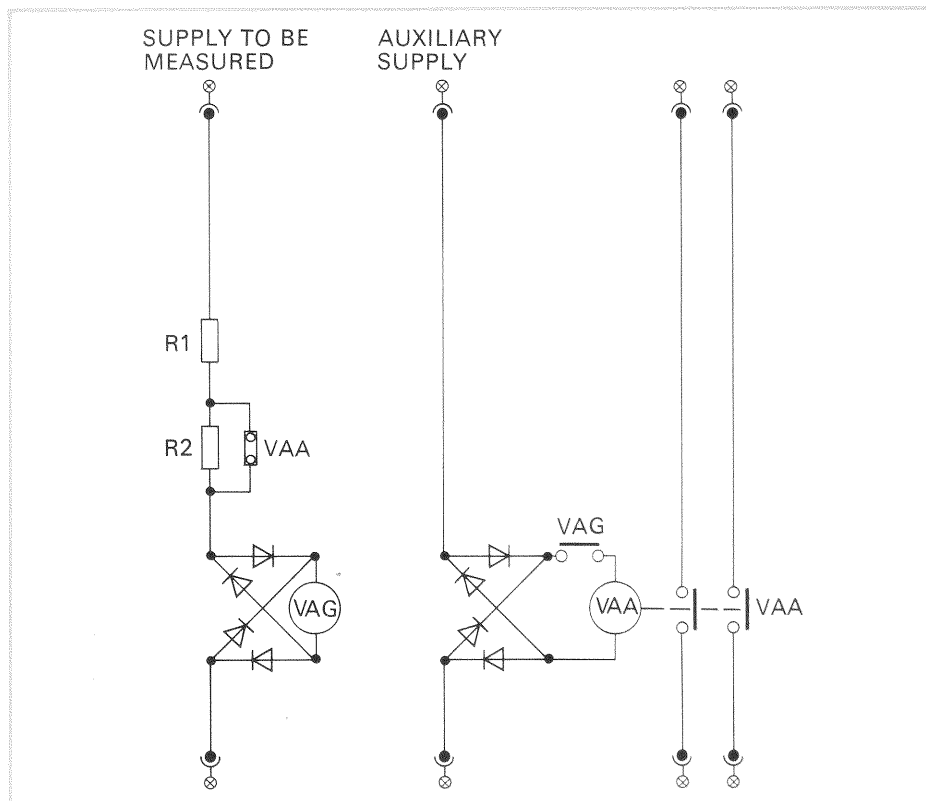 SUPPLY TO BE
MEASURED
AUXILIARY
SUPPLY
R1
R2
VAA
VAG
VAG
VAA
VAA